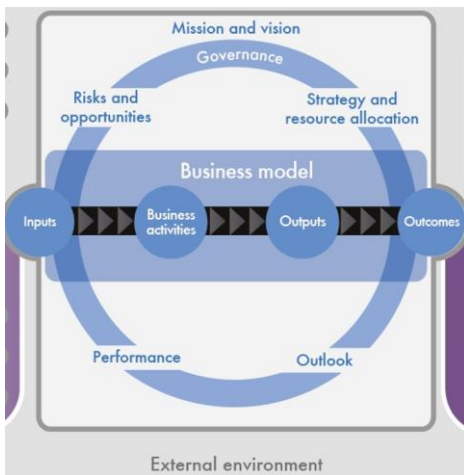 Mission and vision
Governance
Risks and
opportunities
Strategy and
resource allocation
Business model
Inputs
Business
activities
Outputs
Outcomes
Performance
Outlook
External environment